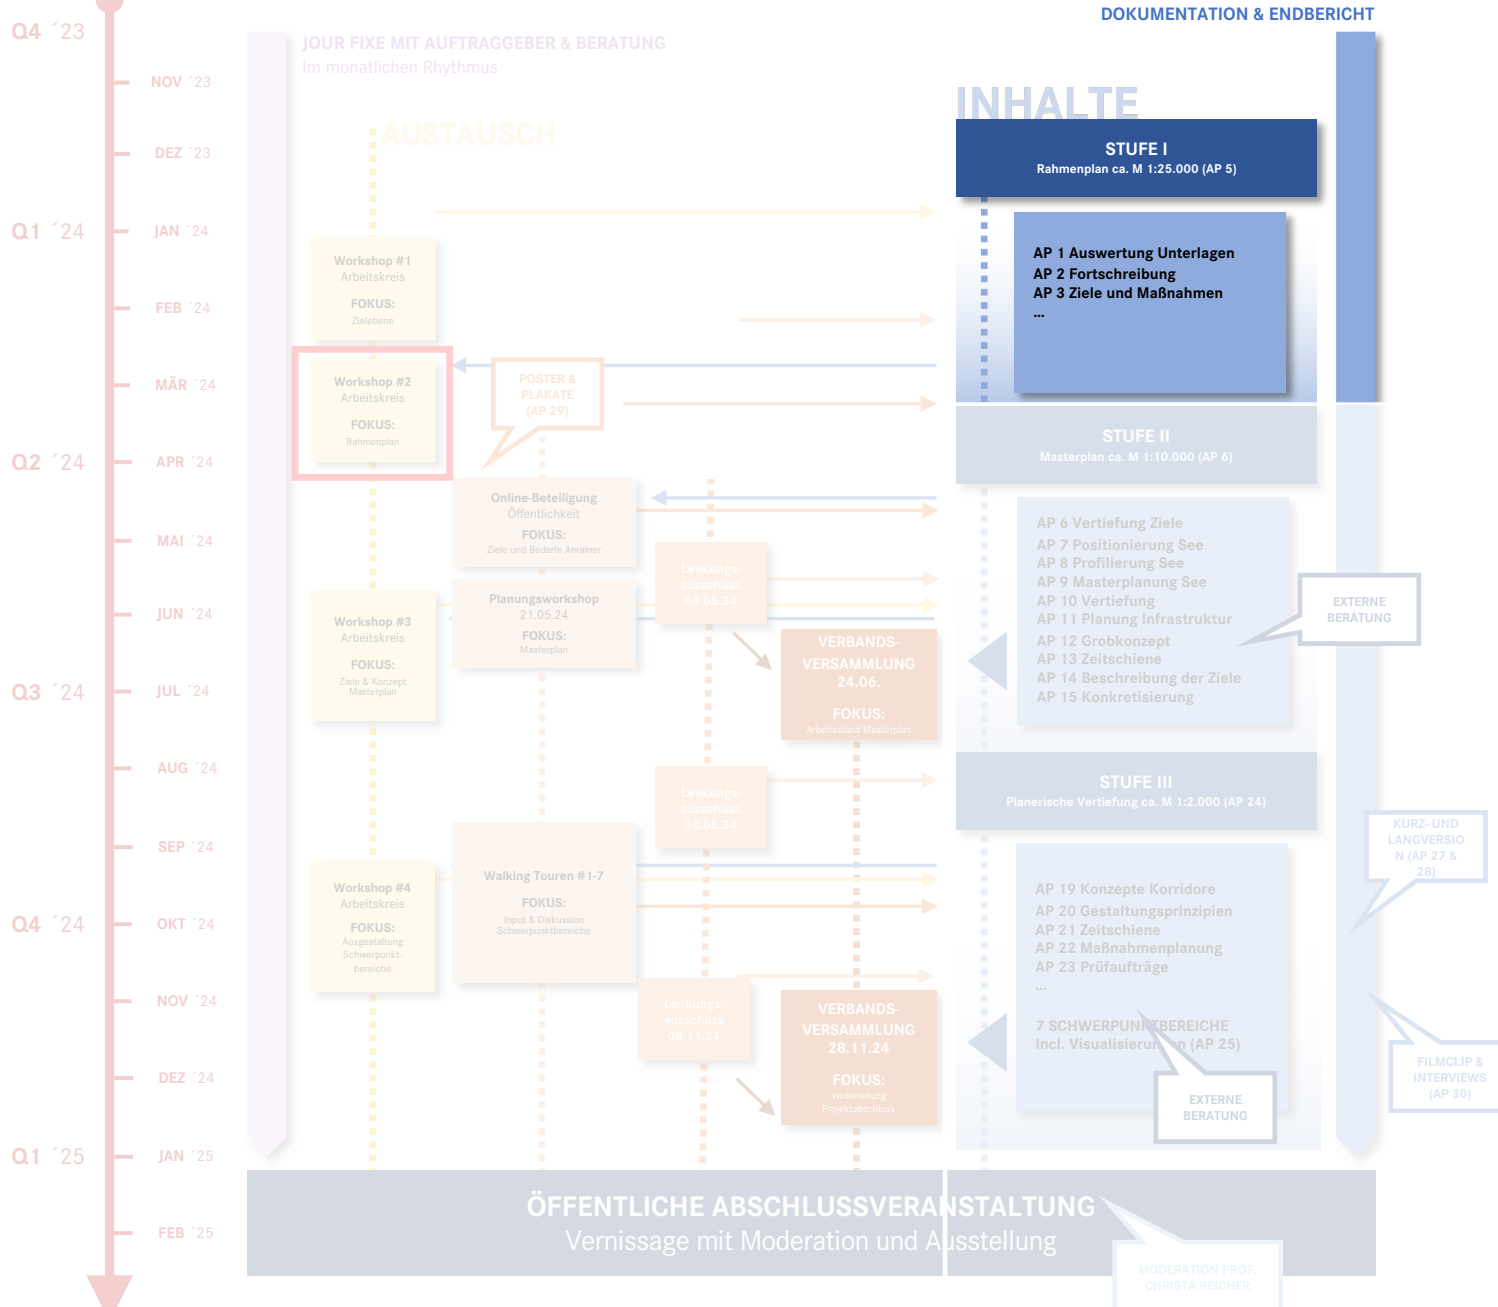 DOKUMENTATION & ENDBERICHT
Q4 ´23
NOV ´23
DEZ ´23
Q1 ´24
JAN ´24
FEB ´24
MÄR ´24
Q2 ´24
APR ´24
MAI ´24
JUN ´24
Q3 ´24
JUL ´24
AUG ´24
SEP ´24
Q4 ´24
OKT ´24
NOV ´24
DEZ ´24
Q1 ´25
JAN ´25
FEB ´25
JOUR FIXE MIT AUFTRAGGEBER & BERATUNG
Im monatlichen Rhythmus
AUSTAUSCH
Workshop #1
Arbeitskreis
FOKUS:
Zielebene
Workshop #2
Arbeitskreis
FOKUS:
Rahmenplan
POSTER &
PLAKATE
(AP 29)
Online-Beteiligung
Öffentlichkeit
FOKUS:
Ziele und Bedarfe Anrainer
Planungsworkshop
21.05.24
FOKUS:
Masterplan
Workshop #3
Arbeitskreis
FOKUS:
Ziele & Konzept
Masterplan
Lenkungs-
ausschuss
08.05.24
VERBANDS-
VERSAMMLUNG
24.06.
FOKUS:
Arbeitsstand Masterplan
Lenkungs-
ausschuss
30.08.24
Workshop #4
Arbeitskreis
FOKUS:
Ausgestaltung
Schwerpunkt-
bereiche
Walking Touren #1-7
FOKUS:
Input & Diskussion
Schwerpunktbereiche
Lenkungs-
ausschuss
08.11.24
VERBANDS-
VERSAMMLUNG
28.11.24
FOKUS:
Vorbereitung
Projektabschluss
INHALTE
STUFE I
Rahmenplan ca. M 1:25.000 (AP 5)
AP 1 Auswertung Unterlagen
AP 2 Fortschreibung
AP 3 Ziele und Maßnahmen
...
STUFE II
Masterplan ca. M 1:10.000 (AP 6)
AP 6 Vertiefung Ziele
AP 7 Positionierung See
AP 8 Profilierung See
AP 9 Masterplanung See
AP 10 Vertiefung
AP 11 Planung Infrastruktur
AP 12 Grobkonzept
AP 13 Zeitschiene
AP 14 Beschreibung der Ziele
AP 15 Konkretisierung
EXTERNE
BERATUNG
STUFE III
Planerische Vertiefung ca. M 1:2.000 (AP 24)
AP 19 Konzepte Korridore
AP 20 Gestaltungsprinzipien
AP 21 Zeitschiene
AP 22 Maßnahmenplanung
AP 23 Prüfaufträge
...
7 SCHWERPUNKTBEREICHE
Incl. Visualisierungen (AP 25)
EXTERNE
BERATUNG
KURZ- UND
LANGVERSIO
N (AP 27 &
28)
FILMCLIP &
INTERVIEWS
(AP 30)
ÖFFENTLICHE ABSCHLUSSVERANSTALTUNG
Vernissage mit Moderation und Ausstellung
MODERATION PROF.
CHRISTA REICHER